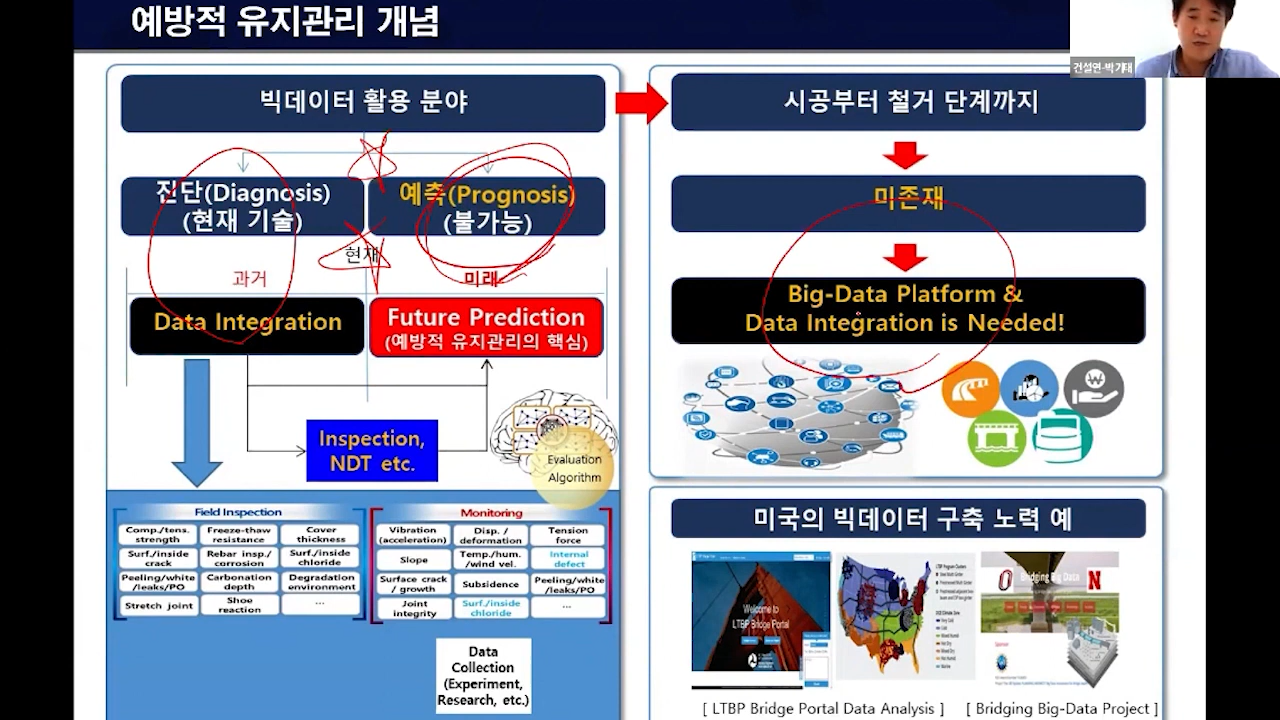 예방적 유지관리 개념
건설연-박기태
빅데이터 활용 분야
진단(Diagnosis)
(현재 기술)
예측(Prognosis)
(불가능)
현재
과거
미래
Data Integration
Future Prediction
(예방적 유지관리의 핵심)
Inspection,
NDT etc.
Evaluation
Algorithm
Field Inspection
Comp./tens.
strength
Freeze-thaw
resistance
Cover
thickness
Surf./inside
crack
Rebar insp./
corrosion
Surf./inside
chloride
Peeling/white
/leaks/PO
Carbonation
depth
Degradation
environment
Stretch joint
Shoe
reaction
...
Monitoring
Vibration
(acceleration)
Disp. /
deformation
Tension
force
Slope
Temp./hum.
/wind vel.
Internal
defect
Surface crack
/ growth
Subsidence
Peeling/white
/leaks/PO
Joint
integrity
Surf./inside
chloride
...
Data
Collection
(Experiment,
Research, etc.)
시공부터 철거 단계까지
미존재
Big-Data Platform &
Data Integration is Needed!
미국의 빅데이터 구축 노력 예
Welcome to
LTBP Bridge Portal
LTBP Program Clusters
Bridging Big Data
[ LTBP Bridge Portal Data Analysis ]
[ Bridging Big-Data Project ]